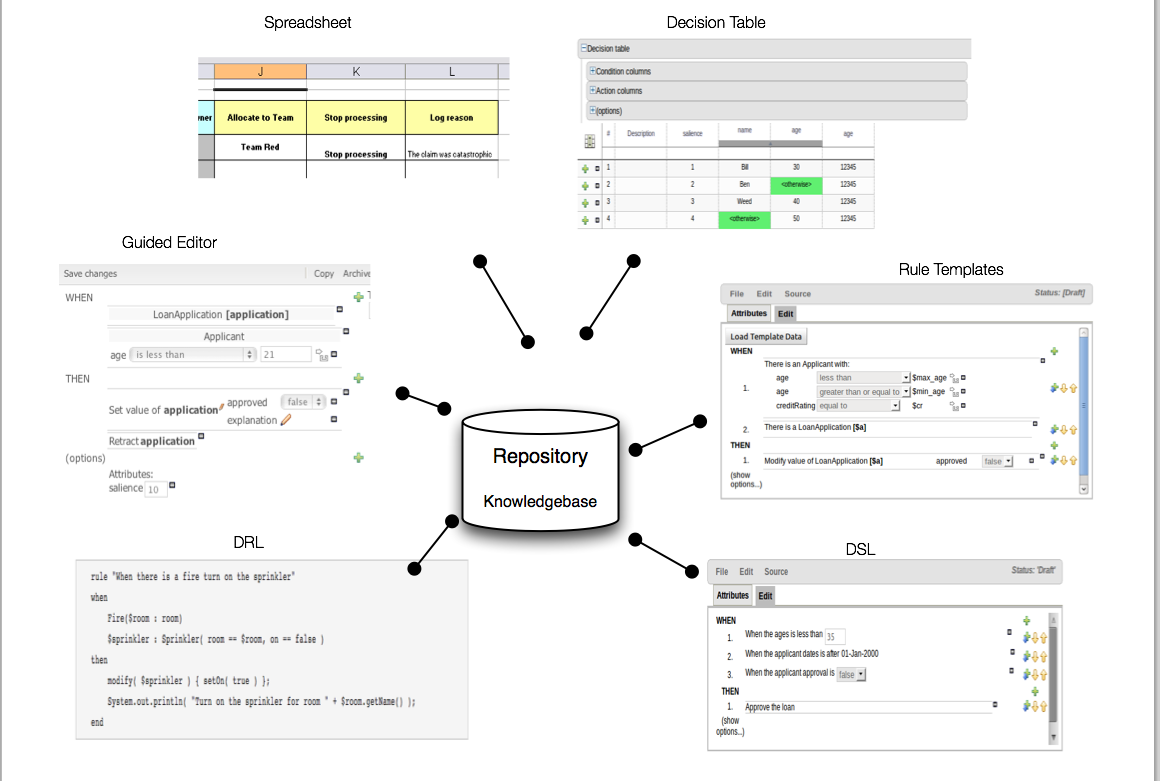 Spreadsheet
J K L
wner Allocate to Team Stop processing Log reason
Team Red Stop processing The claim was catastrophic
Decision Table
Decision table
Condition columns
Action columns
(options)
# Description salience name age age
1 1 Bill 30 12345
2 2 Ben <otherwise> 12345
3 3 Weed 40 12345
4 4 <otherwise> 50 12345
Guided Editor
Save changes Copy Archive
WHEN
LoanApplication [application]
Applicant
age is less than 21
THEN
Set value of application approved false
explanation
Retract application
(options)
Attributes:
salience 10
Rule Templates
File Edit Source Status: [Draft]
Attributes Edit
Load Template Data
WHEN
There is an Applicant with:
1.
age less than $max_age
age greater than or equal to $min_age
creditRating equal to $cr
2. There is a LoanApplication [$a]
THEN
1. Modify value of LoanApplication [$a] approved false
(show
options...)
Repository
Knowledgebase
DRL
rule "When there is a fire turn on the sprinkler"
when
Fire($room : room)
$sprinkler : Sprinkler( room == $room, on == false )
then
modify( $sprinkler ) { setOn( true ) };
System.out.println( "Turn on the sprinkler for room " + $room.getName() );
end
DSL
File Edit Source Status: 'Draft'
Attributes Edit
WHEN
1. When the ages is less than 35
2. When the applicant dates is after 01-Jan-2000
3. When the applicant approval is false
THEN
1. Approve the loan
(show
options...)